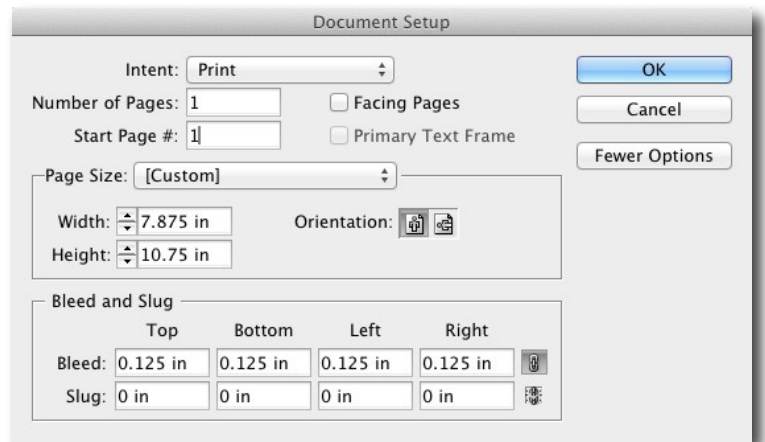 Document Setup
Intent: Print OK
Number of Pages: 1 Facing Pages Cancel
Start Page #: 1 Primary Text Frame
Fewer Options
Page Size: [Custom]
Width: 7.875 in Orientation:
Height: 10.75 in
Bleed and Slug
Top Bottom Left Right
Bleed: 0.125 in 0.125 in 0.125 in 0.125 in
Slug: 0 in 0 in 0 in 0 in